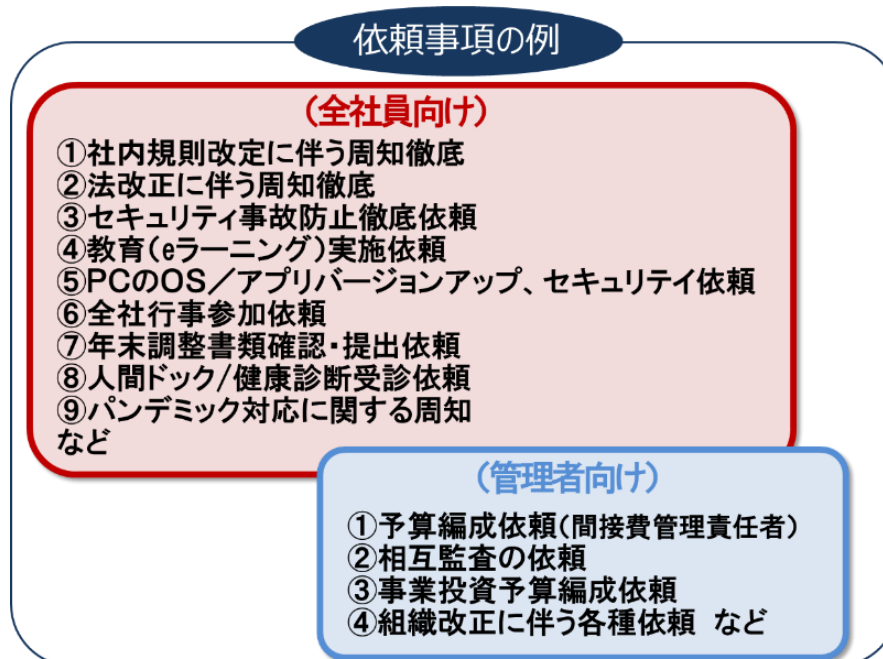 依頼事項の例
(全社員向け)
①社内規則改定に伴う周知徹底
②法改正に伴う周知徹底
③セキュリティ事故防止徹底依頼
④教育(eラーニング)実施依頼
⑤PCのOS/アプリバージョンアップ、セキュリテイ依頼
⑥全社行事参加依頼
⑦年末調整書類確認・提出依頼
⑧人間ドック/健康診断受診依頼
⑨パンデミック対応に関する周知
など
(管理者向け)
①予算編成依頼(間接費管理責任者)
②相互監査の依頼
③事業投資予算編成依頼
④組織改正に伴う各種依頼 など